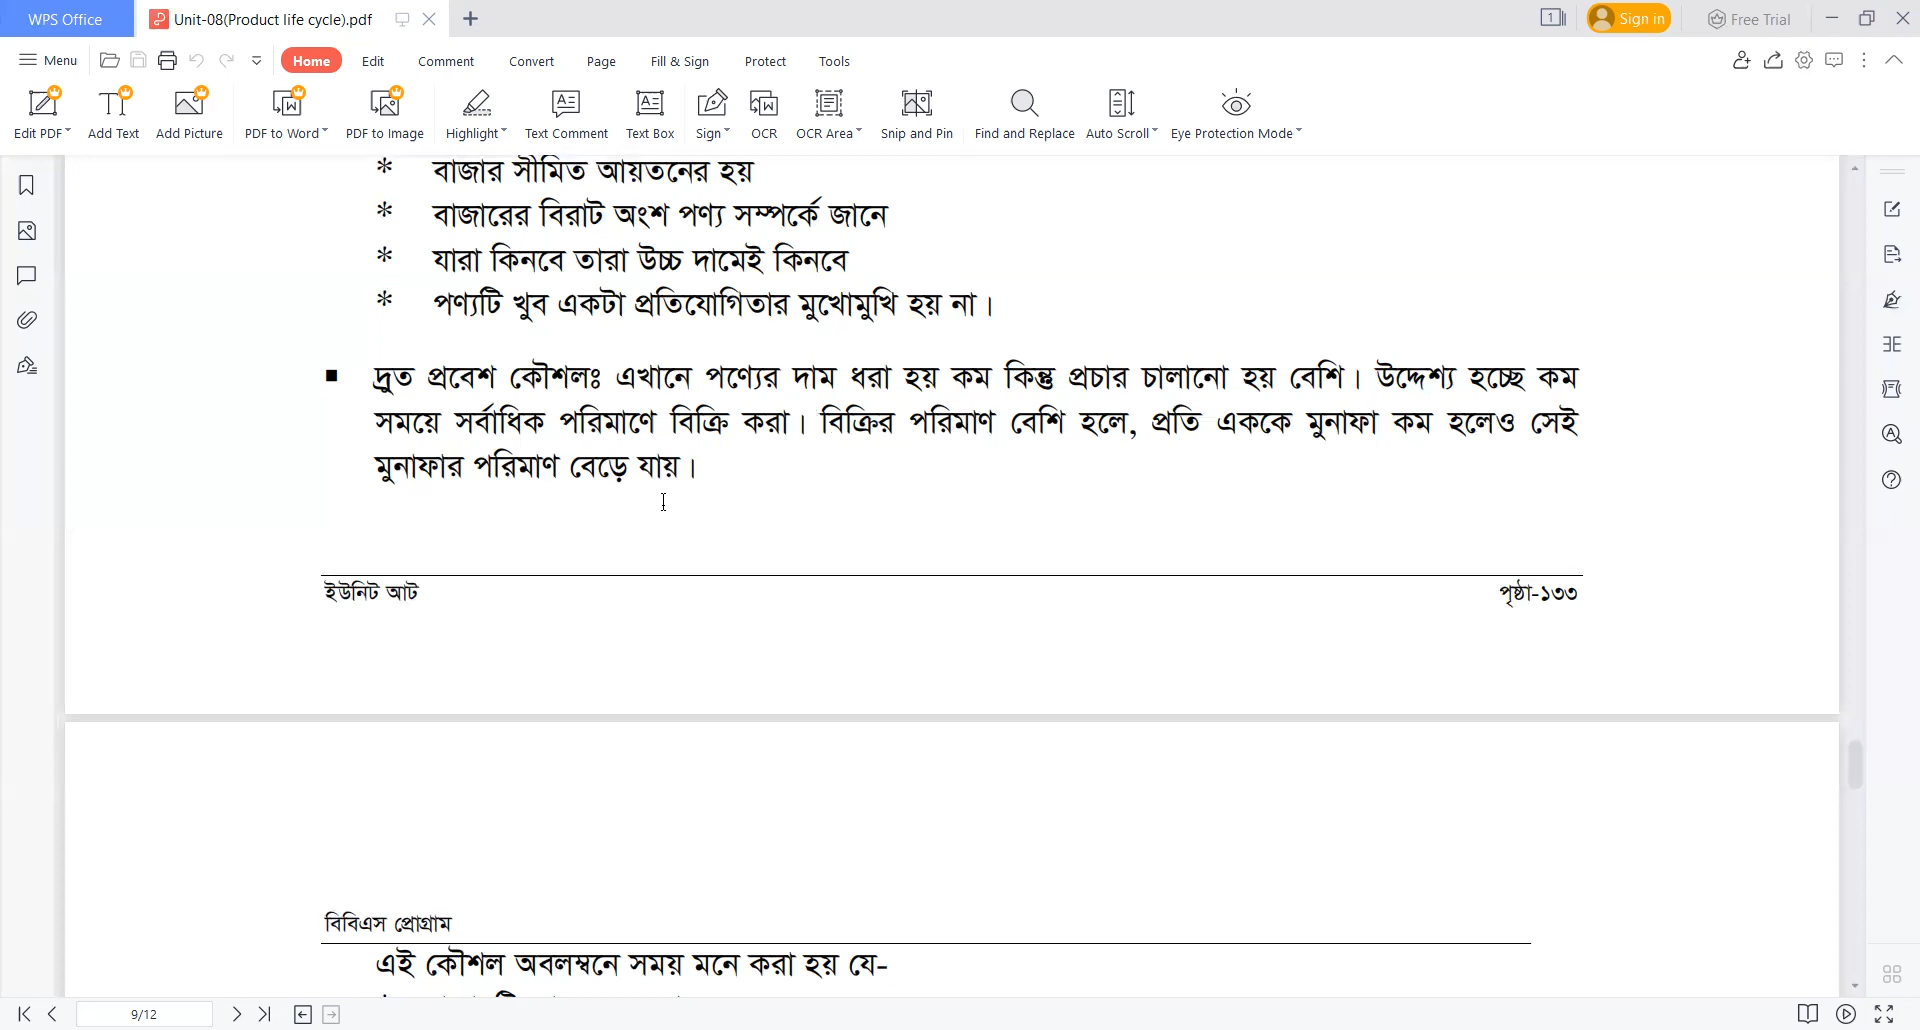 WPS Office
Unit-08(Product life cycle).pdf
1
Sign in
Free Trial
Menu
Home
Edit
Comment
Convert
Page
Fill & Sign
Protect
Tools
Edit PDF
Add Text
Add Picture
PDF to Word
PDF to Image
Highlight
Text Comment
Text Box
Sign
OCR
OCR Area
Snip and Pin
Find and Replace
Auto Scroll
Eye Protection Mode
* বাজার সীমিত আয়তনের হয়
* বাজারের বিরাট অংশ পণ্য সম্পর্কে জানে
* যারা কিনবে তারা উচ্চ দামেই কিনবে
* পণ্যটি খুব একটা প্রতিযোগিতার মুখোমুখি হয় না।
■ দ্রুত প্রবেশ কৌশলঃ এখানে পণ্যের দাম ধরা হয় কম কিন্তু প্রচার চালানো হয় বেশি। উদ্দেশ্য হচ্ছে কম
সময়ে সর্বাধিক পরিমাণে বিক্রি করা। বিক্রির পরিমাণ বেশি হলে, প্রতি এককে মুনাফা কম হলেও সেই
মুনাফার পরিমাণ বেড়ে যায়।
ইউনিট আট
পৃষ্ঠা-১৩৩
বিবিএস প্রোগ্রাম
এই কৌশল অবলম্বনে সময় মনে করা হয় যে-
9/12